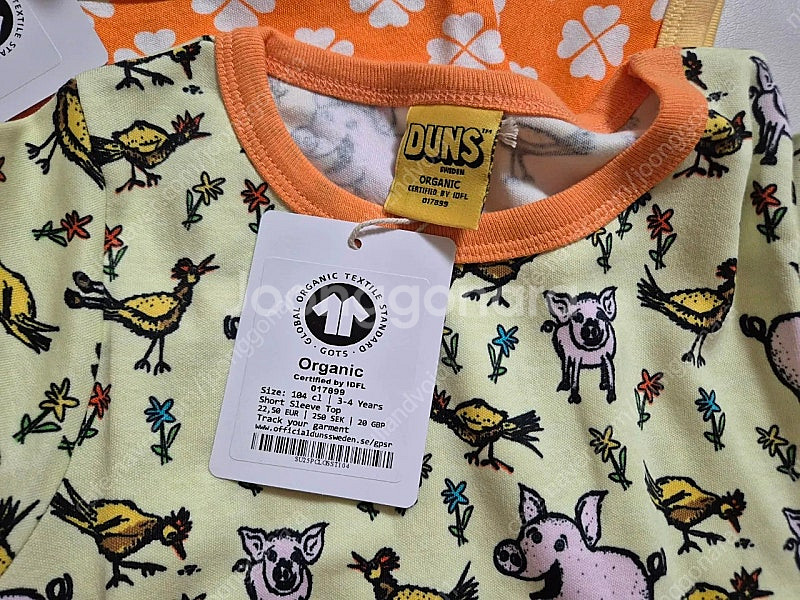 DUNS™
SWEDEN
ORGANIC
CERTIFIED BY IDFL
017899
GLOBAL ORGANIC TEXTILE STANDARD
· GOTS ·
Organic
Certified by IDFL
017899
Size: 104 cl | 3-4 Years
Short Sleeve Top
22,50 EUR | 250 SEK | 20 GBP
Track your garment
www.officialdunssweden.se/gpsr
joonggonara